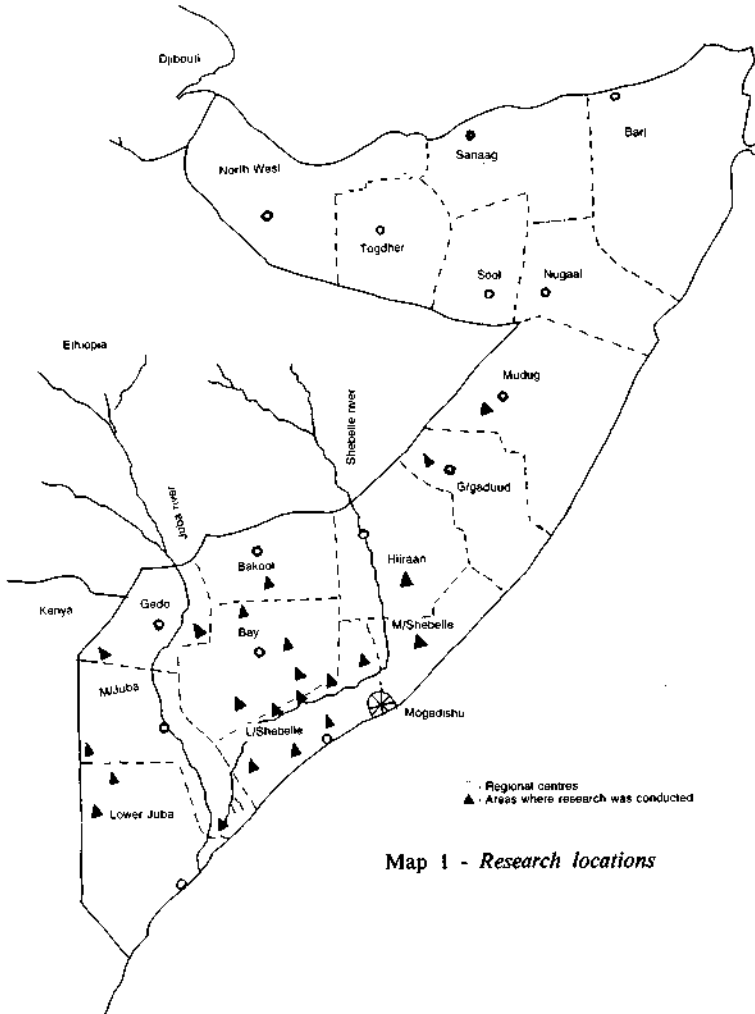 Djibouti
Bari
Sanaag
North West
Togdher
Sool
Nugaal
Ethiopia
Mudug
Shebelle river
G/gaduud
Juba river
Hiiraan
Bakool
Kenya
Gedo
M/Shebelle
Bay
M/Juba
Mogadishu
L/Shebelle
- Regional centres
- Areas where research was conducted
Lower Juba
Map 1 - Research locations